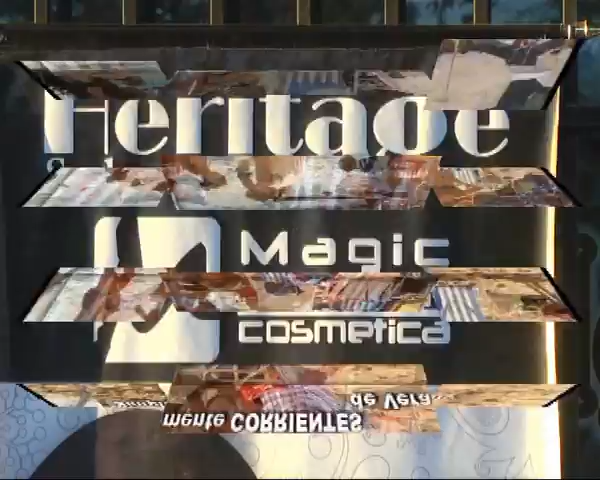 Heritage
Magic
cosmetica
de Vera
mente CORRIENTES